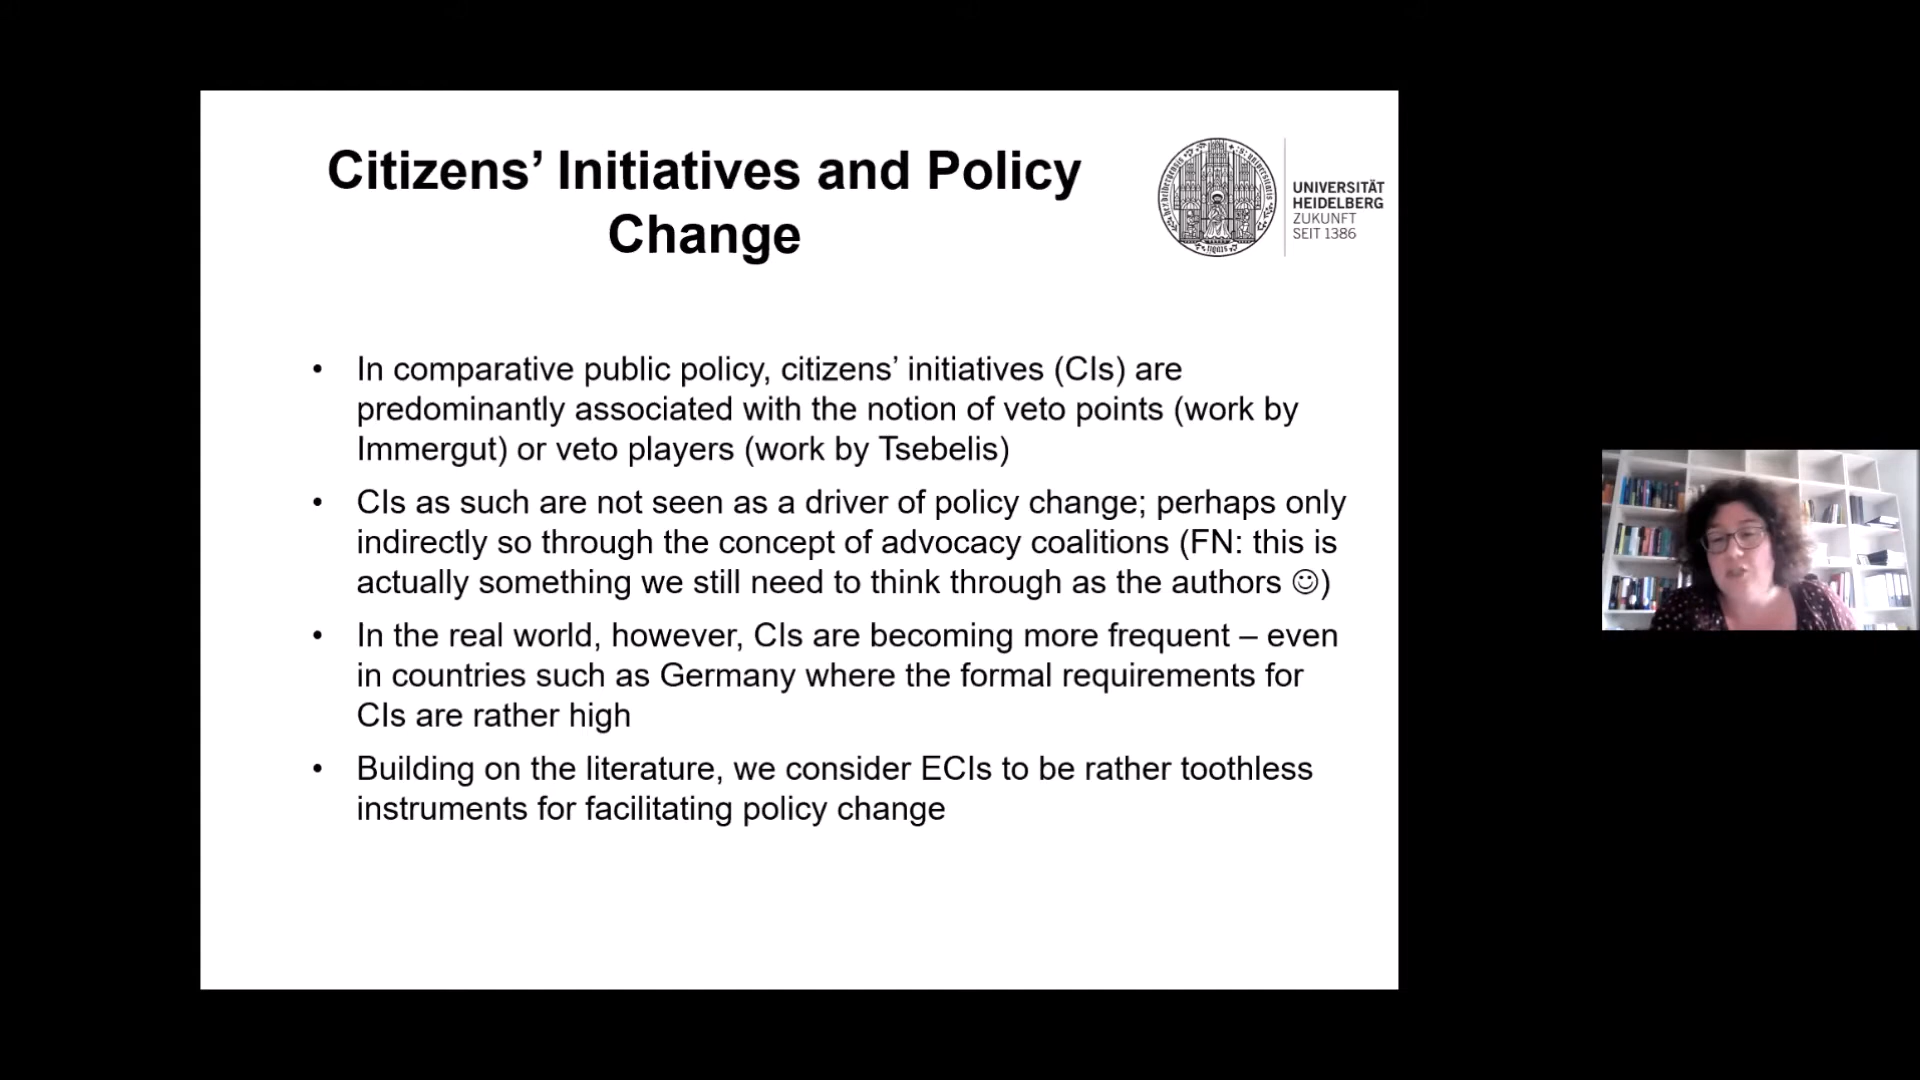 Citizens’ Initiatives and Policy
Change
UNIVERSITÄT
HEIDELBERG
ZUKUNFT
SEIT 1386
• In comparative public policy, citizens’ initiatives (CIs) are
predominantly associated with the notion of veto points (work by
Immergut) or veto players (work by Tsebelis)
• CIs as such are not seen as a driver of policy change; perhaps only
indirectly so through the concept of advocacy coalitions (FN: this is
actually something we still need to think through as the authors ☺)
• In the real world, however, CIs are becoming more frequent – even
in countries such as Germany where the formal requirements for
CIs are rather high
• Building on the literature, we consider ECIs to be rather toothless
instruments for facilitating policy change